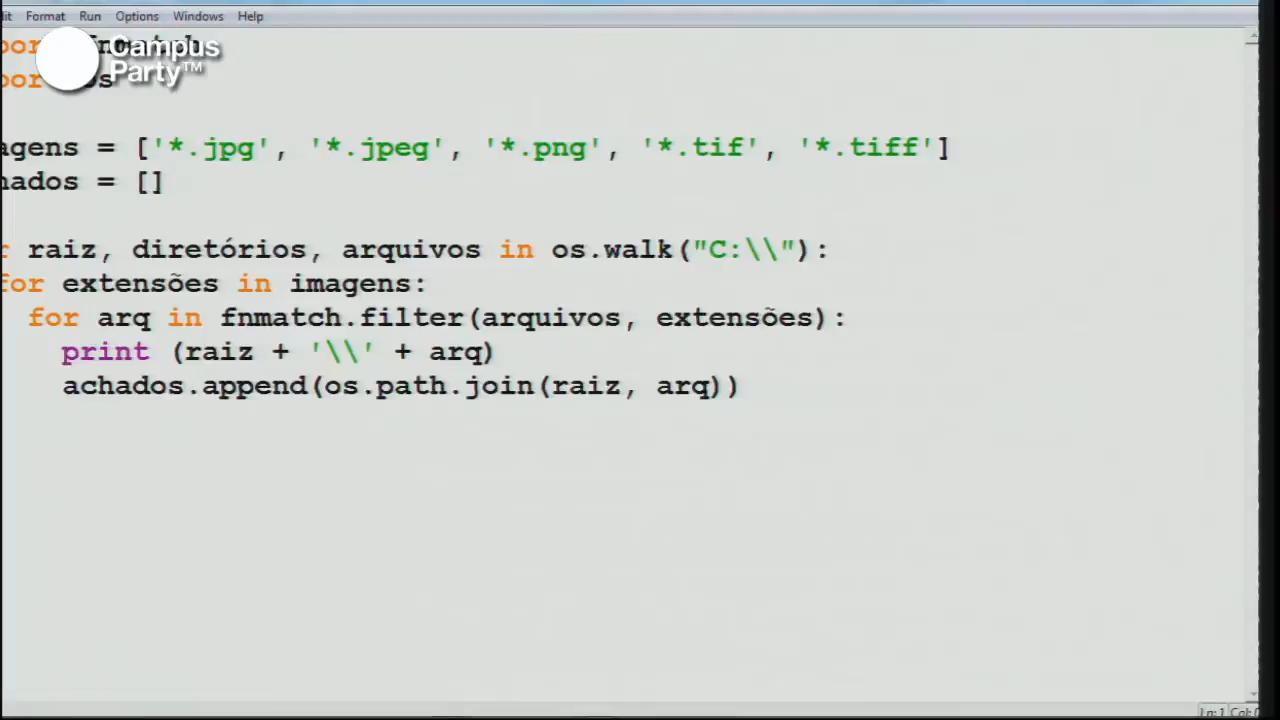 Format Run Options Windows Help
Campus
Party™
os
agens = ['*.jpg', '*.jpeg', '*.png', '*.tif', '*.tiff']
hados = []
raiz, diretórios, arquivos in os.walk("C:\\"):
for extensões in imagens:
for arq in fnmatch.filter(arquivos, extensões):
print (raiz + '\\' + arq)
achados.append(os.path.join(raiz, arq))